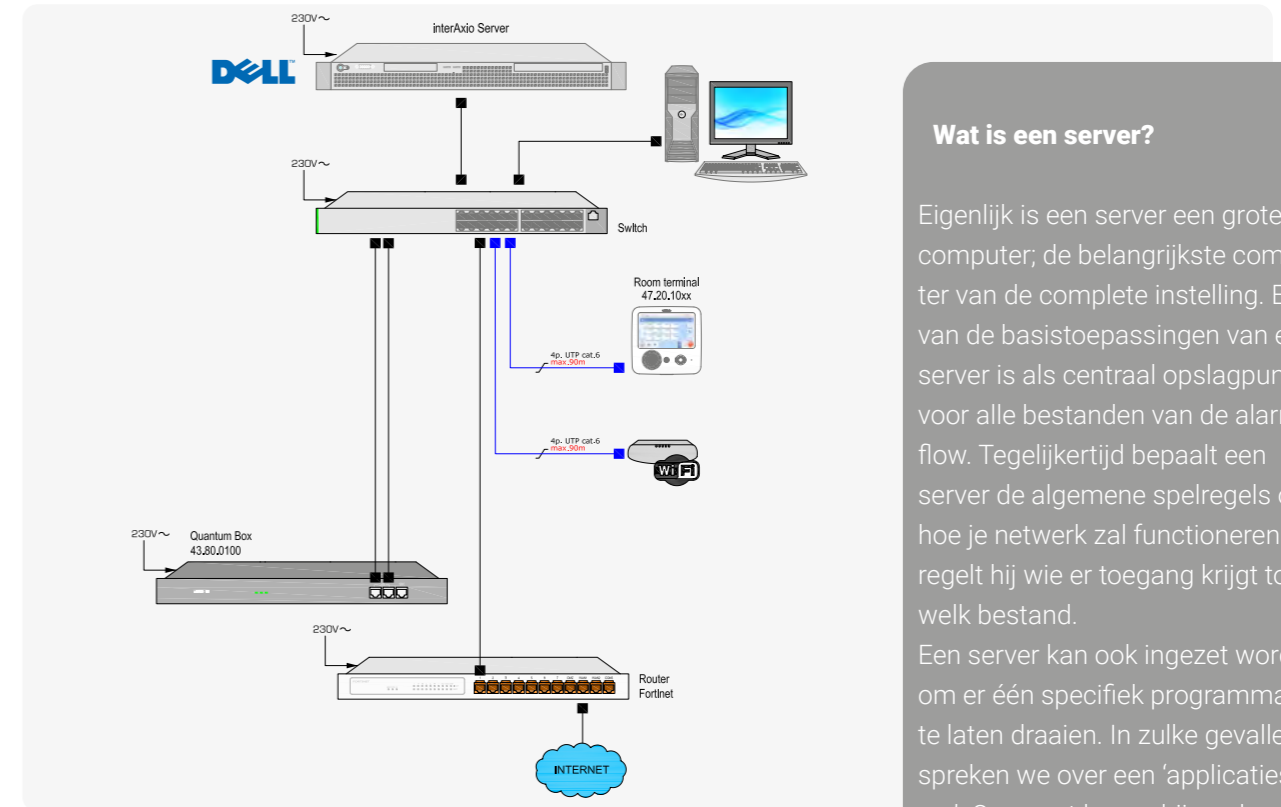 230V~
interAxio Server
DELL
230V~
Switch
Room terminal
47.20.10xx
4p. UTP cat.6
max.90m
4p. UTP cat.6
max.90m
WiFi
230V~
Quantum Box
43.80.0100
230V~
Router
Fortinet
INTERNET
Wat is een server?
Eigenlijk is een server een grote
computer; de belangrijkste com
ter van de complete instelling. E
van de basistoepassingen van e
server is als centraal opslagpun
voor alle bestanden van de alar
flow. Tegelijkertijd bepaalt een
server de algemene spelregels o
hoe je netwerk zal functioneren
regelt hij wie er toegang krijgt to
welk bestand.
Een server kan ook ingezet word
om er één specifiek programma
te laten draaien. In zulke gevalle
spreken we over een ‘applicaties